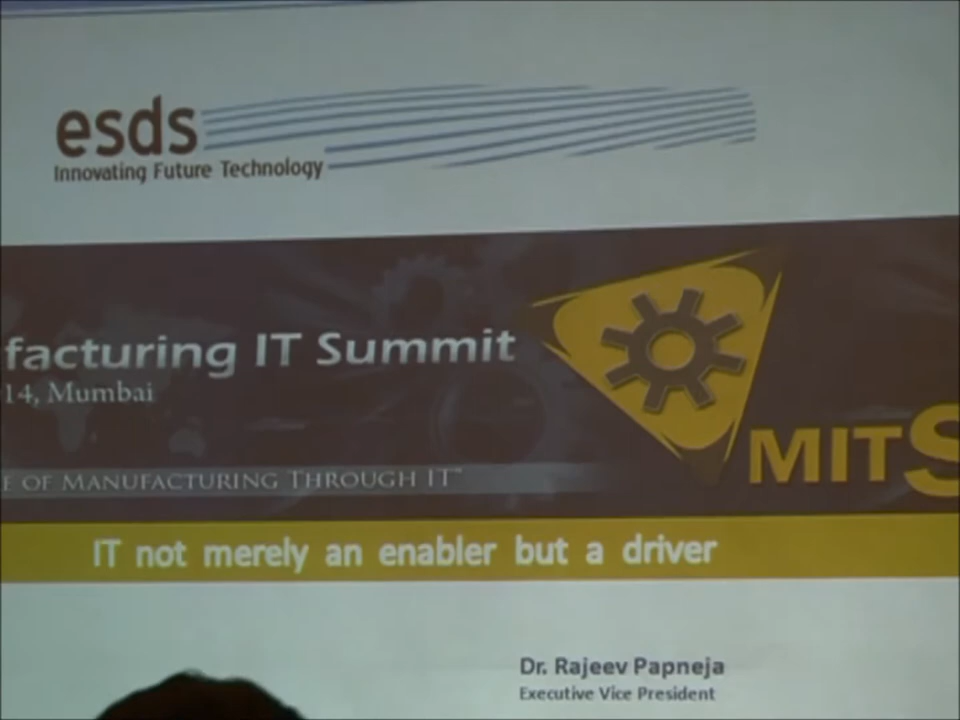 esds
Innovating Future Technology
facturing IT Summit
14, Mumbai
E OF MANUFACTURING THROUGH IT™
MITS
IT not merely an enabler but a driver
Dr. Rajeev Papneja
Executive Vice President